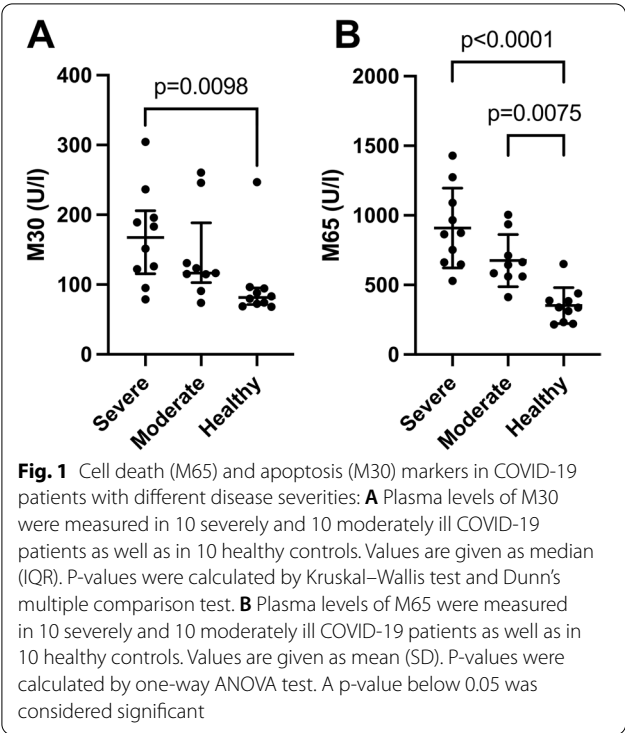 A
B
p<0.0001
p=0.0098
p=0.0075
400
300
200
100
0
M30 (U/l)
2000
1500
1000
500
0
M65 (U/l)
Severe
Moderate
Healthy
Severe
Moderate
Healthy
Fig. 1 Cell death (M65) and apoptosis (M30) markers in COVID-19
patients with different disease severities: A Plasma levels of M30
were measured in 10 severely and 10 moderately ill COVID-19
patients as well as in 10 healthy controls. Values are given as median
(IQR). P-values were calculated by Kruskal–Wallis test and Dunn's
multiple comparison test. B Plasma levels of M65 were measured
in 10 severely and 10 moderately ill COVID-19 patients as well as in
10 healthy controls. Values are given as mean (SD). P-values were
calculated by one-way ANOVA test. A p-value below 0.05 was
considered significant